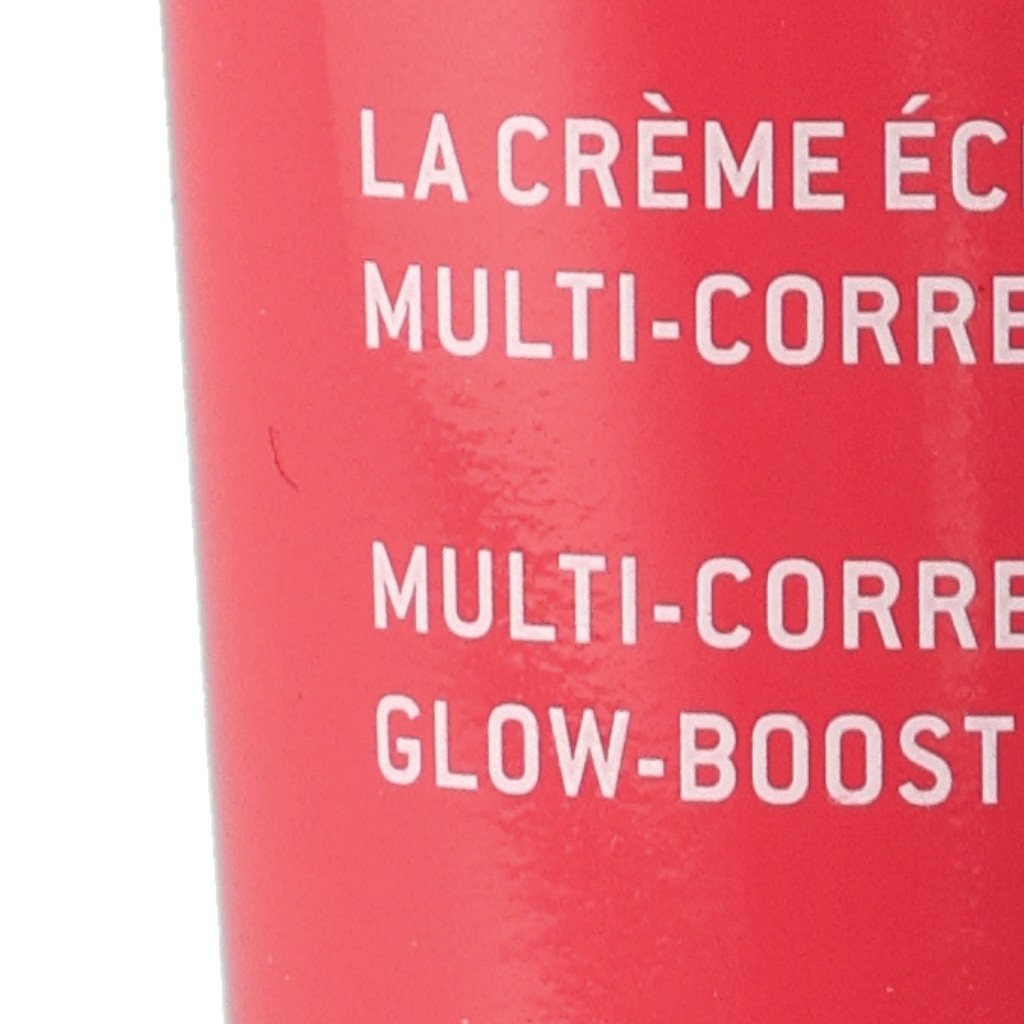 LA CRÈME ÉC
MULTI-CORRE
MULTI-CORRE
GLOW-BOOST